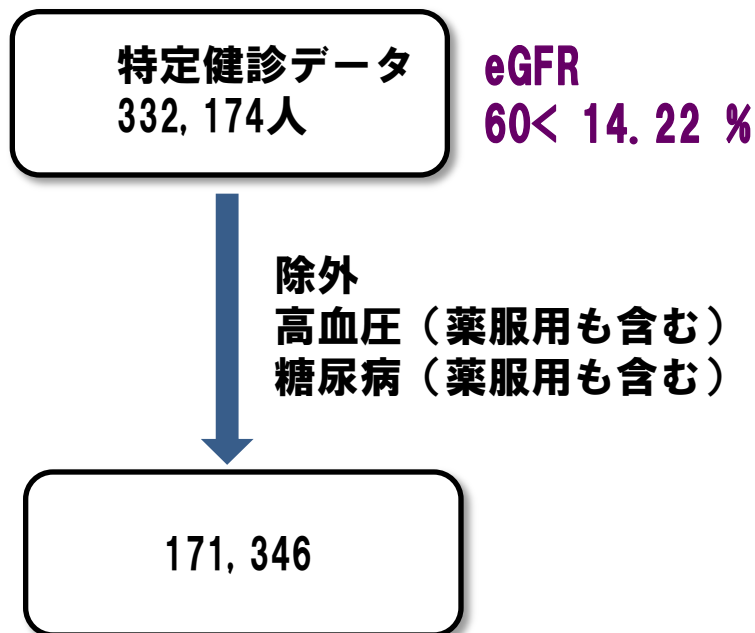 特定健診データ
332,174人
eGFR
60< 14.22 %
除外
高血圧（薬服用も含む）
糖尿病（薬服用も含む）
171,346